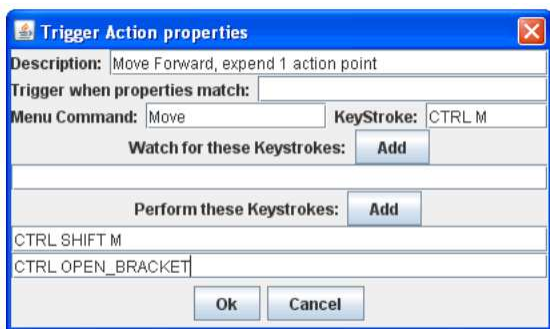 Trigger Action properties
Description: Move Forward, expend 1 action point
Trigger when properties match:
Menu Command: Move KeyStroke: CTRL M
Watch for these Keystrokes: Add
Perform these Keystrokes: Add
CTRL SHIFT M
CTRL OPEN_BRACKET
Ok Cancel